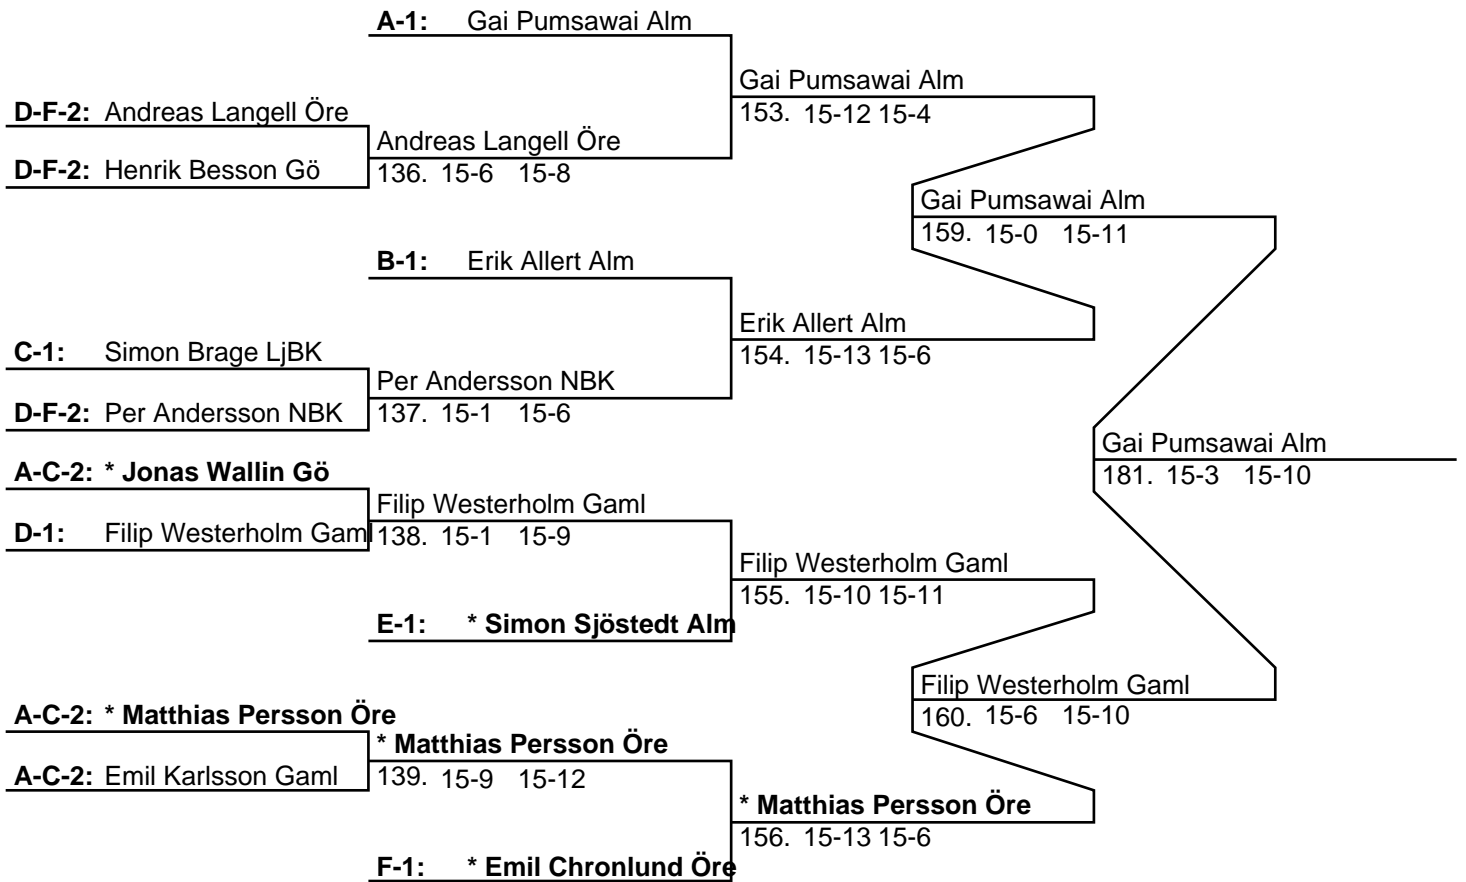 A-1: Gai Pumsawai Alm
Gai Pumsawai Alm
153. 15-12 15-4
D-F-2: Andreas Langell Öre
Andreas Langell Öre
136. 15-6 15-8
D-F-2: Henrik Besson Gö
Gai Pumsawai Alm
159. 15-0 15-11
B-1: Erik Allert Alm
Erik Allert Alm
154. 15-13 15-6
C-1: Simon Brage LjBK
Per Andersson NBK
137. 15-1 15-6
D-F-2: Per Andersson NBK
Gai Pumsawai Alm
181. 15-3 15-10
A-C-2: * Jonas Wallin Gö
Filip Westerholm Gaml
138. 15-1 15-9
D-1: Filip Westerholm Gaml
Filip Westerholm Gaml
155. 15-10 15-11
E-1: * Simon Sjöstedt Alm
Filip Westerholm Gaml
160. 15-6 15-10
A-C-2: * Matthias Persson Öre
* Matthias Persson Öre
139. 15-9 15-12
A-C-2: Emil Karlsson Gaml
* Matthias Persson Öre
156. 15-13 15-6
F-1: * Emil Chronlund Öre